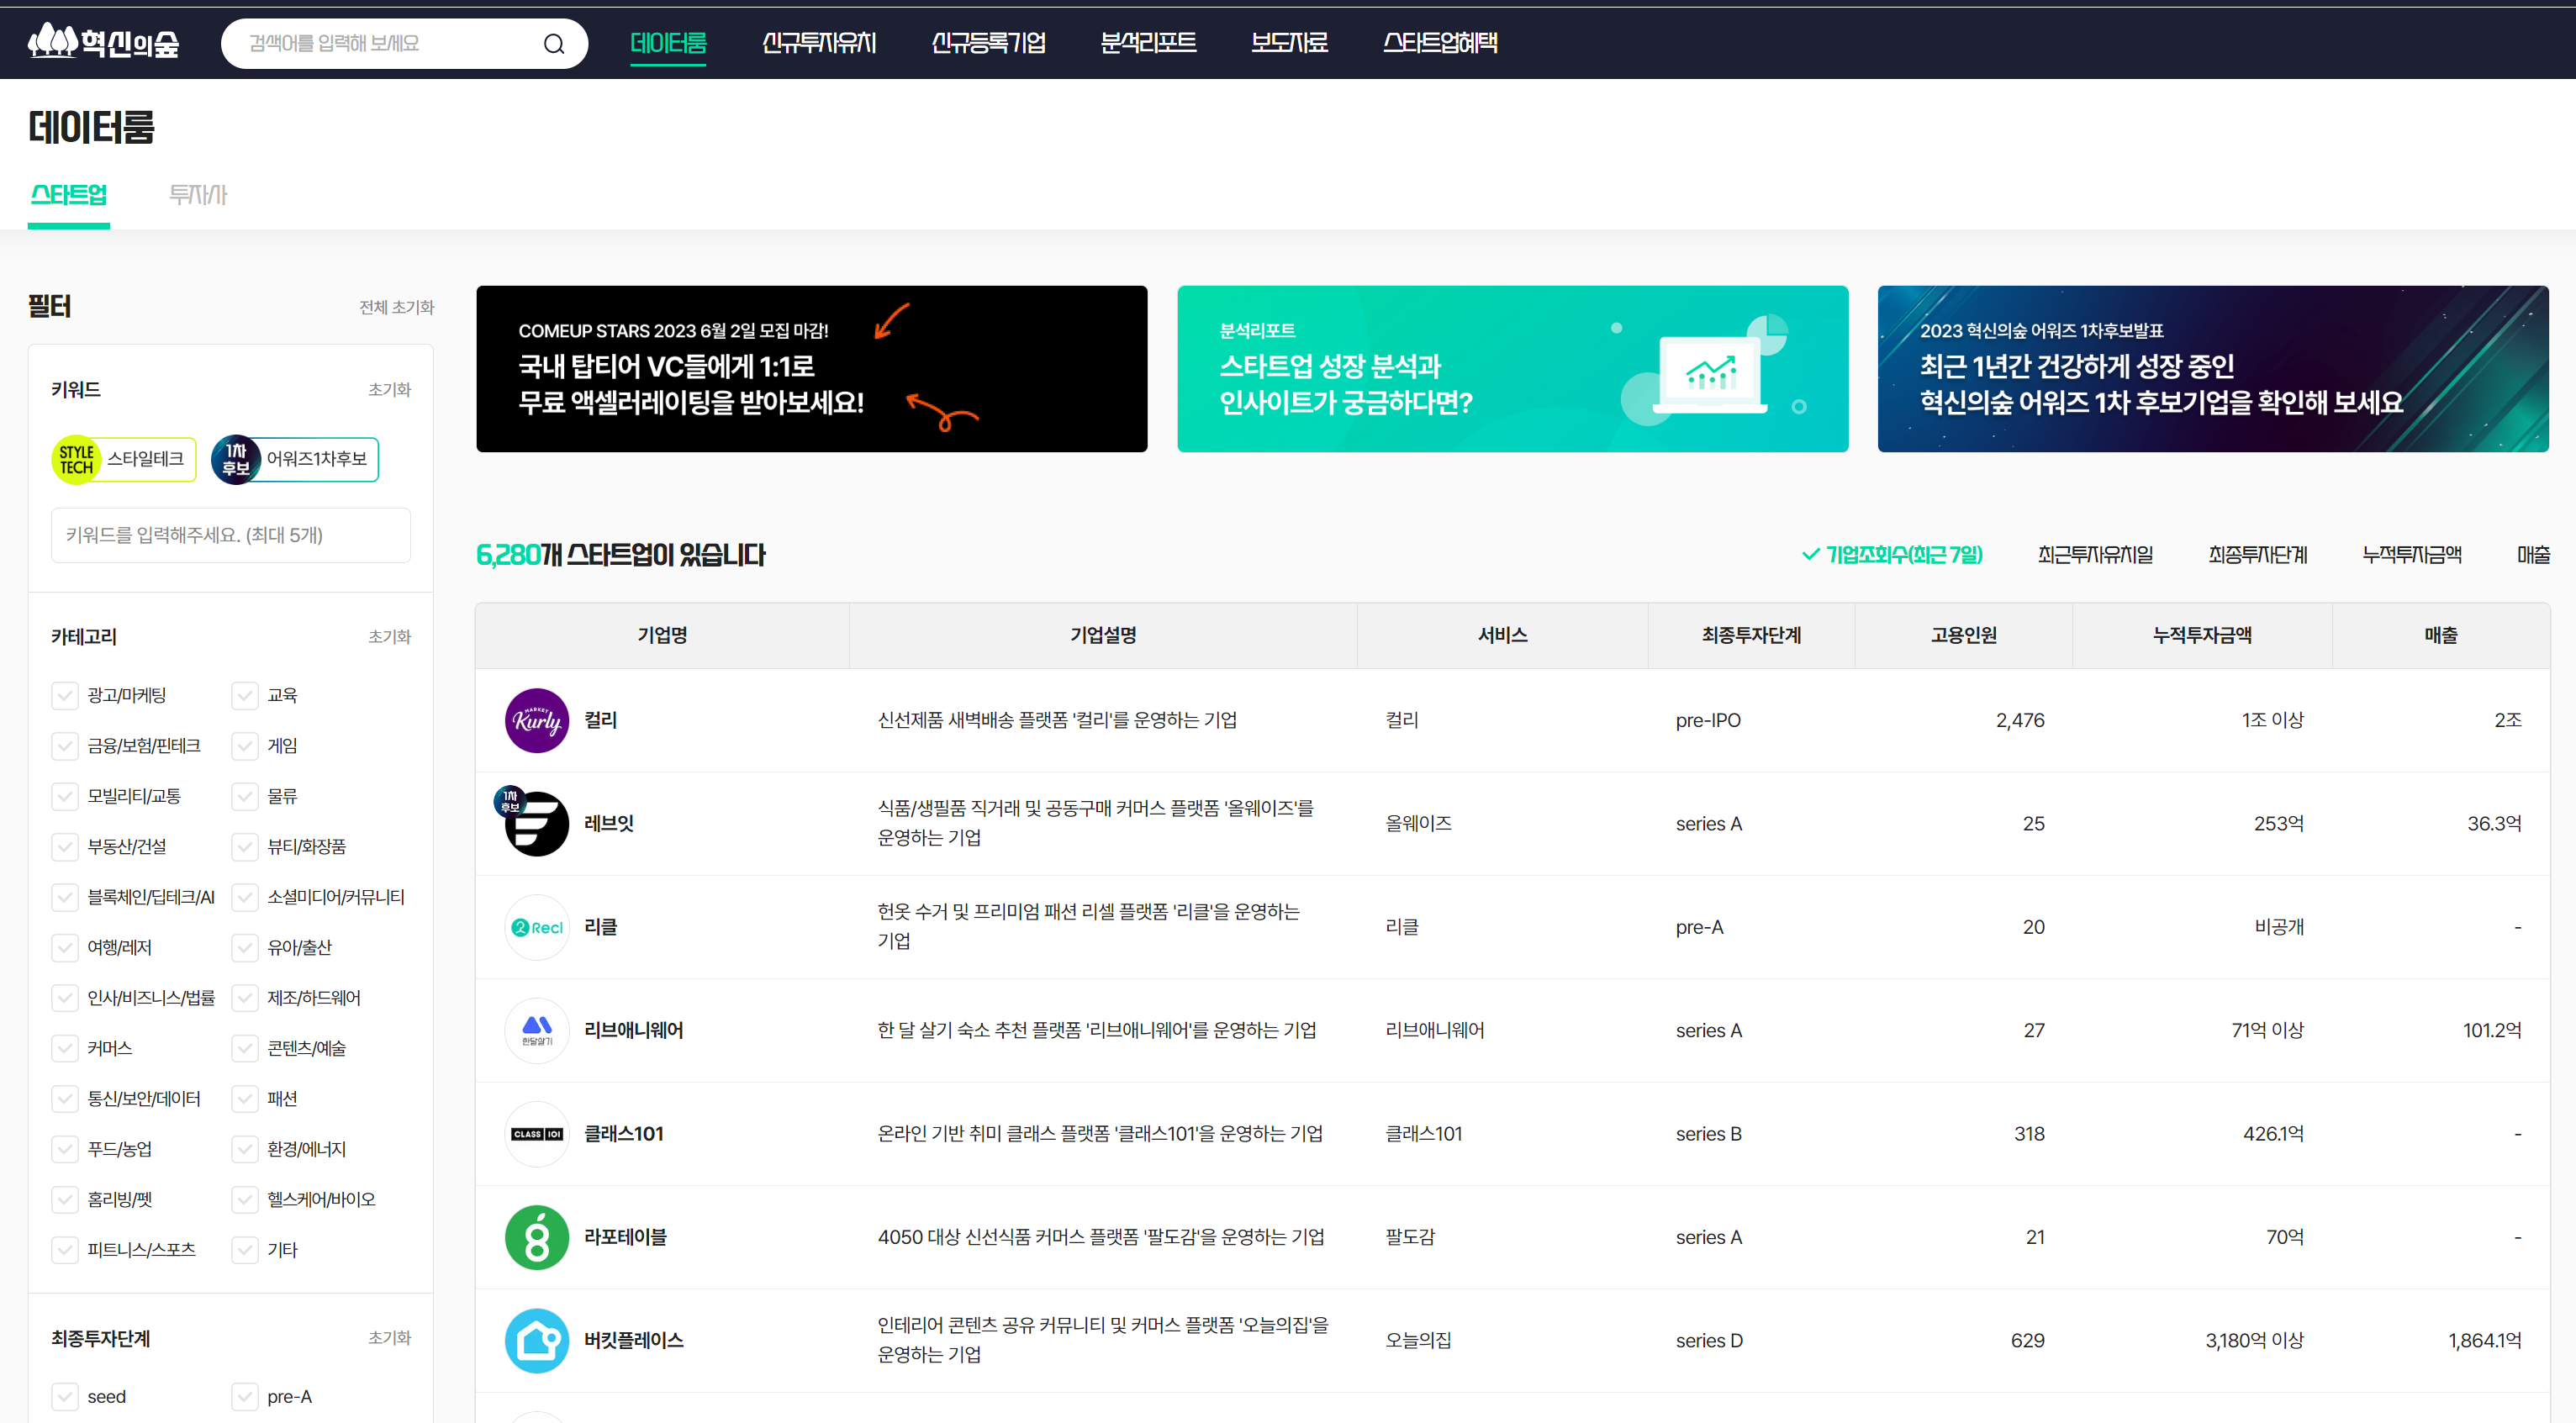 혁신의숲
검색어를 입력해 보세요
데이터룸
신규투자유치
신규등록기업
분석리포트
보도자료
스타트업혜택
데이터룸
스타트업
투자사
필터
전체 초기화
키워드
초기화
STYLE
TECH
스타일테크
1차
후보
어워즈1차후보
키워드를 입력해주세요. (최대 5개)
카테고리
초기화
광고/마케팅
교육
금융/보험/핀테크
게임
모빌리티/교통
물류
부동산/건설
뷰티/화장품
블록체인/딥테크/AI
소셜미디어/커뮤니티
여행/레저
유아/출산
인사/비즈니스/법률
제조/하드웨어
커머스
콘텐츠/예술
통신/보안/데이터
패션
푸드/농업
환경/에너지
홈리빙/펫
헬스케어/바이오
피트니스/스포츠
기타
최종투자단계
초기화
seed
pre-A
COMEUP STARS 2023 6월 2일 모집 마감!
국내 탑티어 VC들에게 1:1로
무료 액셀러레이팅을 받아보세요!
분석리포트
스타트업 성장 분석과
인사이트가 궁금하다면?
2023 혁신의숲 어워즈 1차후보발표
최근 1년간 건강하게 성장 중인
혁신의숲 어워즈 1차 후보기업을 확인해 보세요
6,280개 스타트업이 있습니다
기업조회수(최근 7일)
최근투자유치일
최종투자단계
누적투자금액
매출
기업명
기업설명
서비스
최종투자단계
고용인원
누적투자금액
매출
MARKET
Kurly
컬리
신선제품 새벽배송 플랫폼 '컬리'를 운영하는 기업
컬리
pre-IPO
2,476
1조 이상
2조
1차
후보
레브잇
식품/생필품 직거래 및 공동구매 커머스 플랫폼 '올웨이즈'를
운영하는 기업
올웨이즈
series A
25
253억
36.3억
Recl
리클
헌옷 수거 및 프리미엄 패션 리셀 플랫폼 '리클'을 운영하는
기업
리클
pre-A
20
비공개
-
한달살기
리브애니웨어
한 달 살기 숙소 추천 플랫폼 '리브애니웨어'를 운영하는 기업
리브애니웨어
series A
27
71억 이상
101.2억
CLASS 101
클래스101
온라인 기반 취미 클래스 플랫폼 '클래스101'을 운영하는 기업
클래스101
series B
318
426.1억
-
8
라포테이블
4050 대상 신선식품 커머스 플랫폼 '팔도감'을 운영하는 기업
팔도감
series A
21
70억
-
버킷플레이스
인테리어 콘텐츠 공유 커뮤니티 및 커머스 플랫폼 '오늘의집'을
운영하는 기업
오늘의집
series D
629
3,180억 이상
1,864.1억